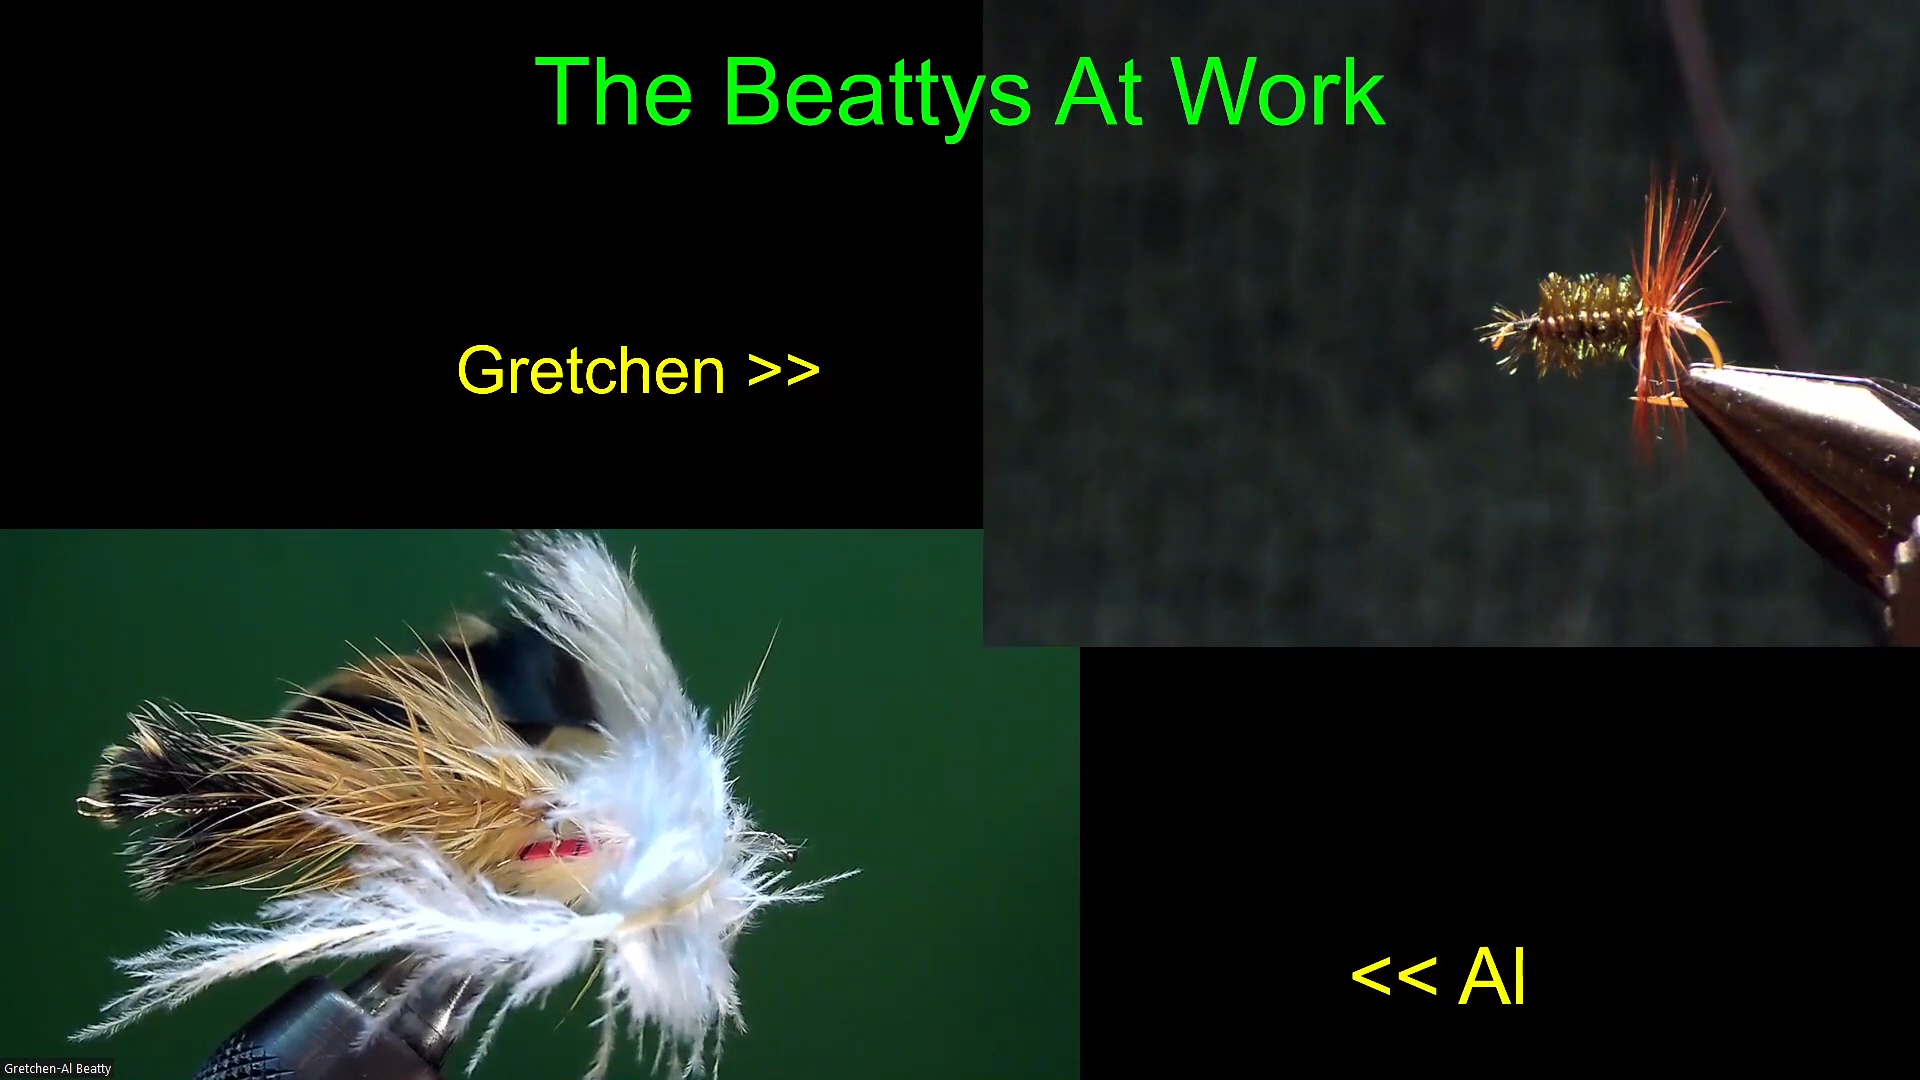 The Beattys At Work
Gretchen >>
<< Al
Gretchen-Al Beatty